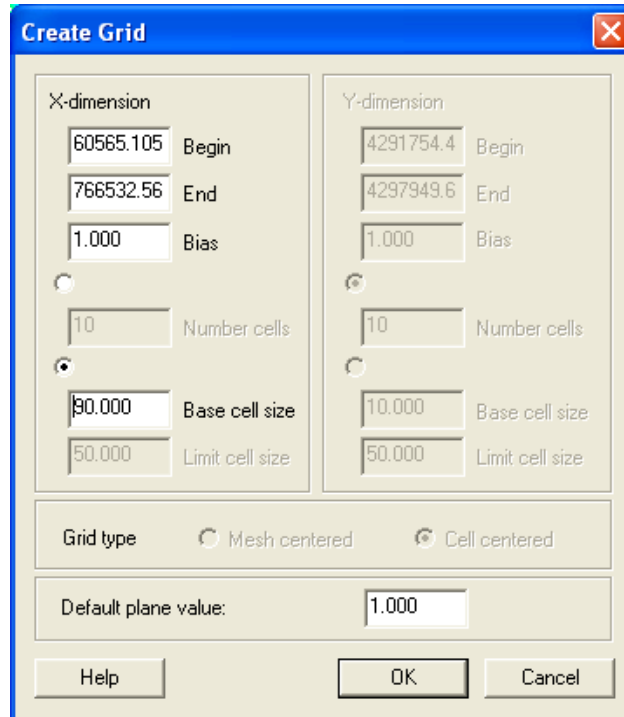 Create Grid
X-dimension
60565.105 Begin
766532.56 End
1.000 Bias
10 Number cells
90.000 Base cell size
50.000 Limit cell size
Y-dimension
4291754.4 Begin
4297949.6 End
1.000 Bias
10 Number cells
10.000 Base cell size
50.000 Limit cell size
Grid type Mesh centered Cell centered
Default plane value: 1.000
Help OK Cancel